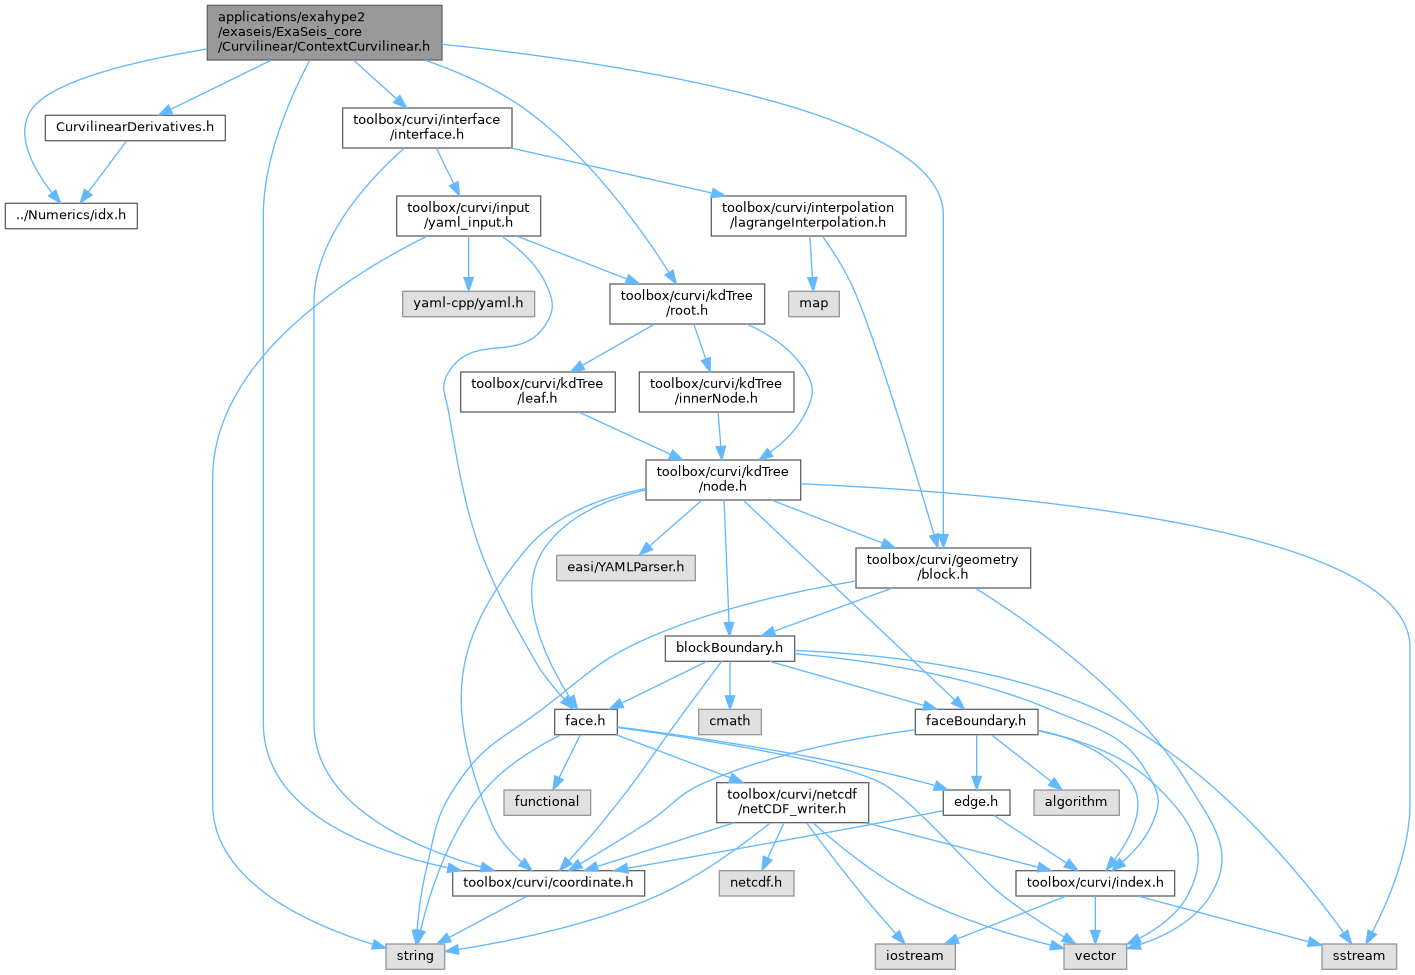 applications/exahype2
/exaseis/ExaSeis_core
/Curvilinear/ContextCurvilinear.h
CurvilinearDerivatives.h
toolbox/curvi/interface
/interface.h
../Numerics/idx.h
toolbox/curvi/input
/yaml_input.h
toolbox/curvi/interpolation
/lagrangeInterpolation.h
yaml-cpp/yaml.h
toolbox/curvi/kdTree
/root.h
map
toolbox/curvi/kdTree
/leaf.h
toolbox/curvi/kdTree
/innerNode.h
toolbox/curvi/kdTree
/node.h
easi/YAMLParser.h
toolbox/curvi/geometry
/block.h
blockBoundary.h
face.h
cmath
faceBoundary.h
functional
toolbox/curvi/netcdf
/netCDF_writer.h
edge.h
algorithm
toolbox/curvi/coordinate.h
netcdf.h
toolbox/curvi/index.h
string
iostream
vector
sstream